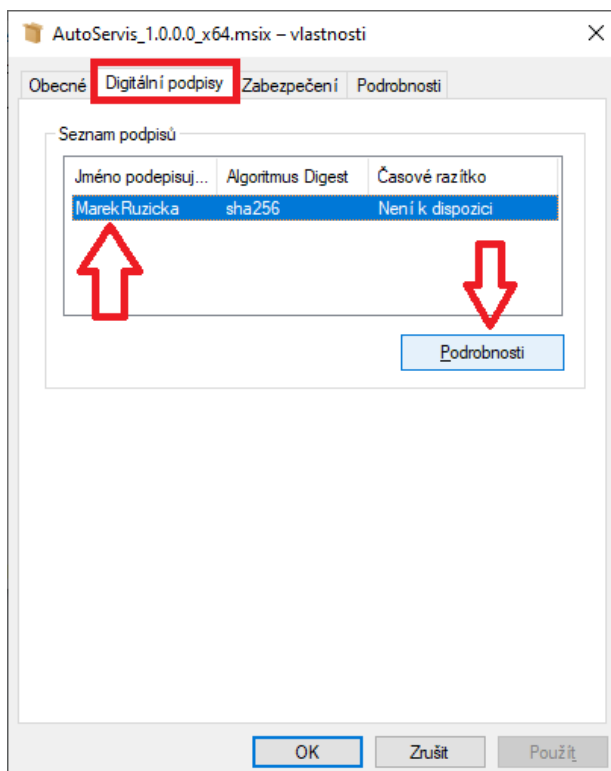 AutoServis_1.0.0.0_x64.msix – vlastnosti
Obecné Digitální podpisy Zabezpečení Podrobnosti
Seznam podpisů
Jméno podepisuj... Algoritmus Digest Časové razítko
MarekRuzicka sha256 Není k dispozici
Podrobnosti
OK Zrušit Použít